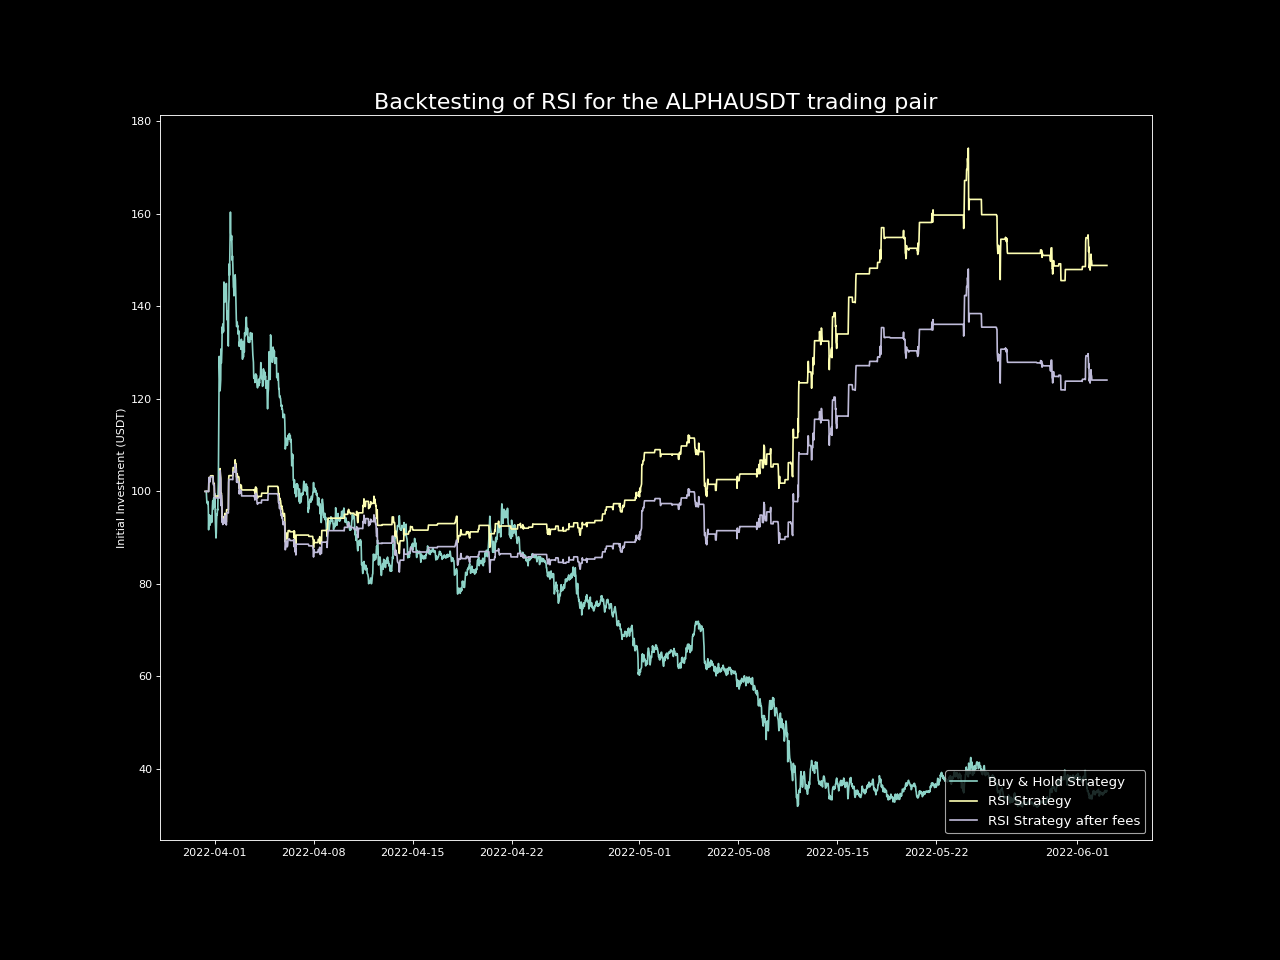 Backtesting of RSI for the ALPHAUSDT trading pair
180
160
140
120
100
80
60
40
Initial Investment (USDT)
Buy & Hold Strategy
RSI Strategy
RSI Strategy after fees
2022-04-01 2022-04-08 2022-04-15 2022-04-22 2022-05-01 2022-05-08 2022-05-15 2022-05-22 2022-06-01